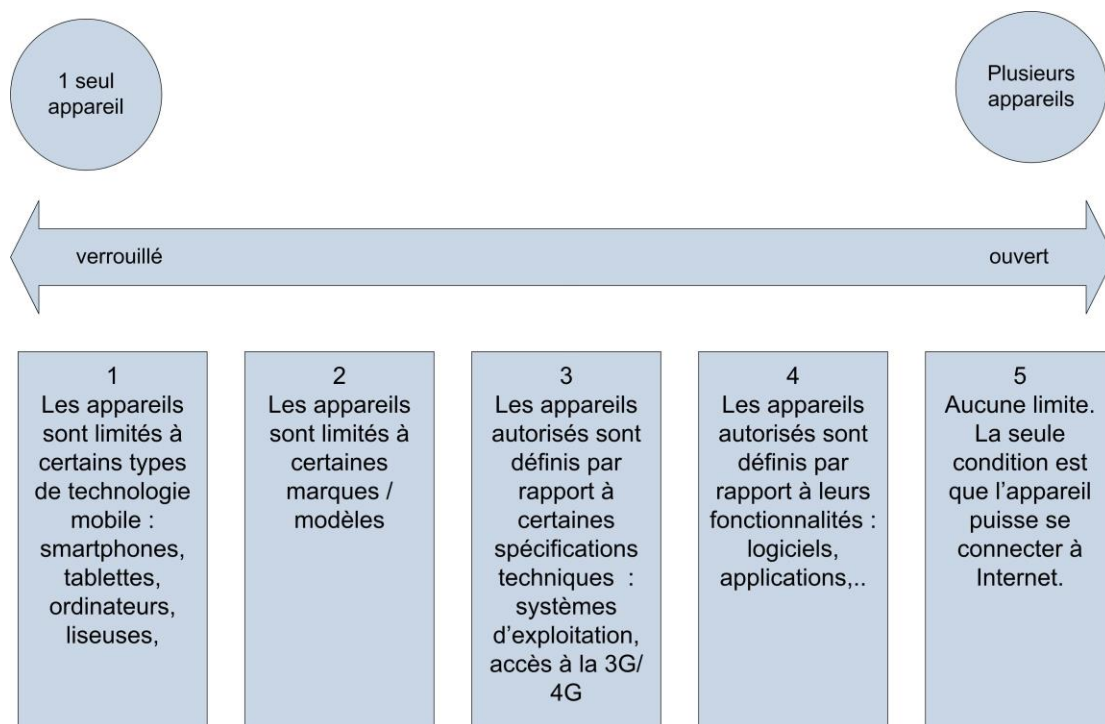 1 seul
appareil
Plusieurs
appareils
verrouillé
ouvert
1
Les appareils
sont limités à
certains types
de technologie
mobile :
smartphones,
tablettes,
ordinateurs,
liseuses,
2
Les appareils
sont limités à
certaines
marques /
modèles
3
Les appareils
autorisés sont
définis par
rapport à
certaines
spécifications
techniques :
systèmes
d'exploitation,
accès à la 3G/
4G
4
Les appareils
autorisés sont
définis par
rapport à leurs
fonctionnalités :
logiciels,
applications,..
5
Aucune limite.
La seule
condition est
que l'appareil
puisse se
connecter à
Internet.